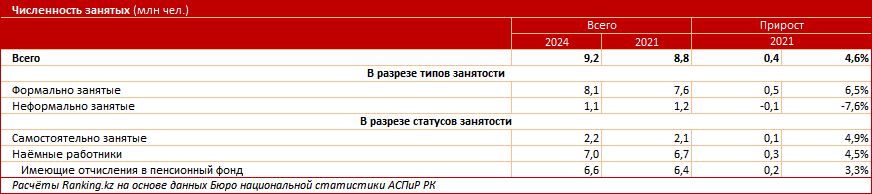 Численность занятых (млн чел.)
Всего Прирост
2024 2021 2021
Всего 9,2 8,8 0,4 4,6%
В разрезе типов занятости
Формально занятые 8,1 7,6 0,5 6,5%
Неформально занятые 1,1 1,2 -0,1 -7,6%
В разрезе статусов занятости
Самостоятельно занятые 2,2 2,1 0,1 4,9%
Наёмные работники 7,0 6,7 0,3 4,5%
Имеющие отчисления в пенсионный фонд 6,6 6,4 0,2 3,3%
Расчёты Ranking.kz на основе данных Бюро национальной статистики АСПиР РК